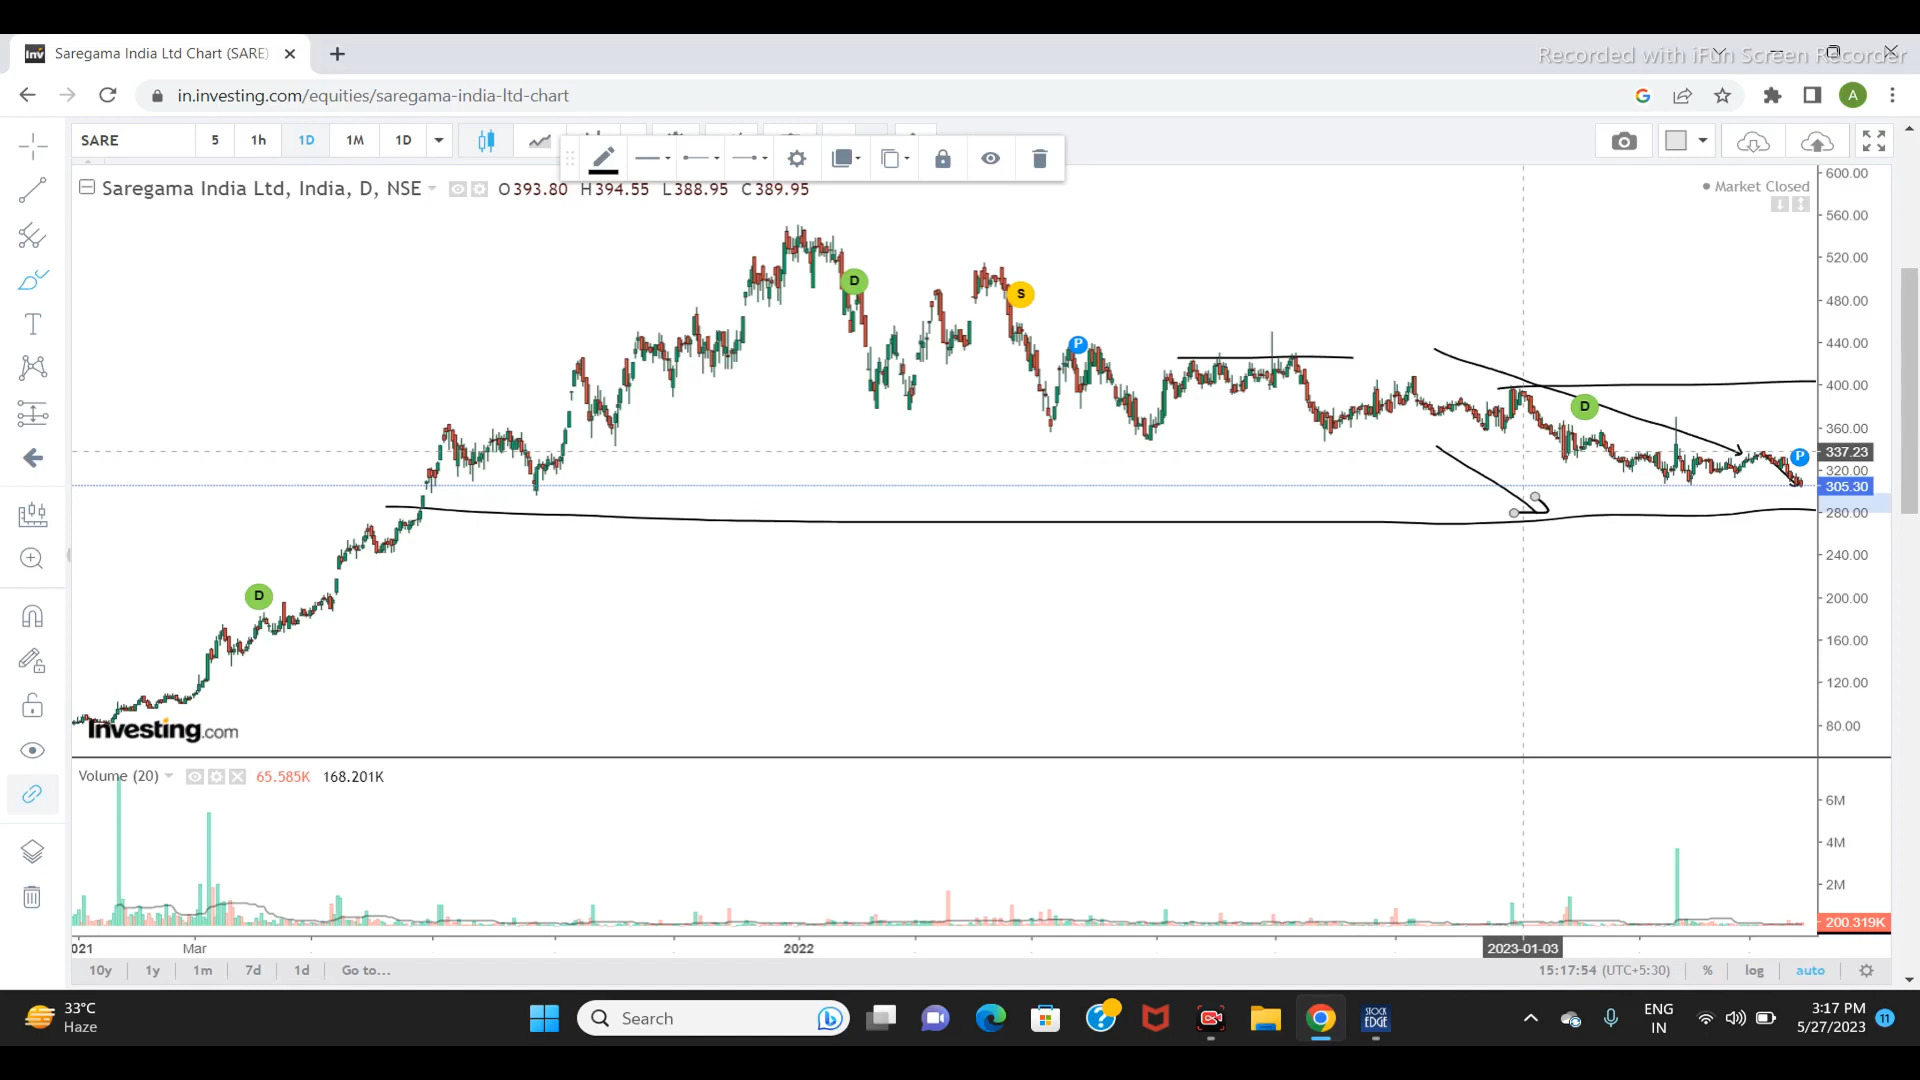 Saregama India Ltd Chart (SARE)
Recorded with iFun Screen Recorder
in.investing.com/equities/saregama-india-ltd-chart
A
SARE 5 1h 1D 1M 1D
Saregama India Ltd, India, D, NSE O393.80 H394.55 L388.95 C389.95
Market Closed
600.00
560.00
520.00
480.00
440.00
400.00
360.00
337.23
320.00
305.30
280.00
240.00
200.00
160.00
120.00
80.00
D
S
P
D
P
D
Investing.com
Volume (20) 65.585K 168.201K
6M
4M
2M
200.319K
021 Mar 2022 2023-01-03
10y 1y 1m 7d 1d Go to... 15:17:54 (UTC+5:30) % log auto
33°C
Haze
Search
STOCK
EDGE
ENG
IN
3:17 PM
5/27/2023
11